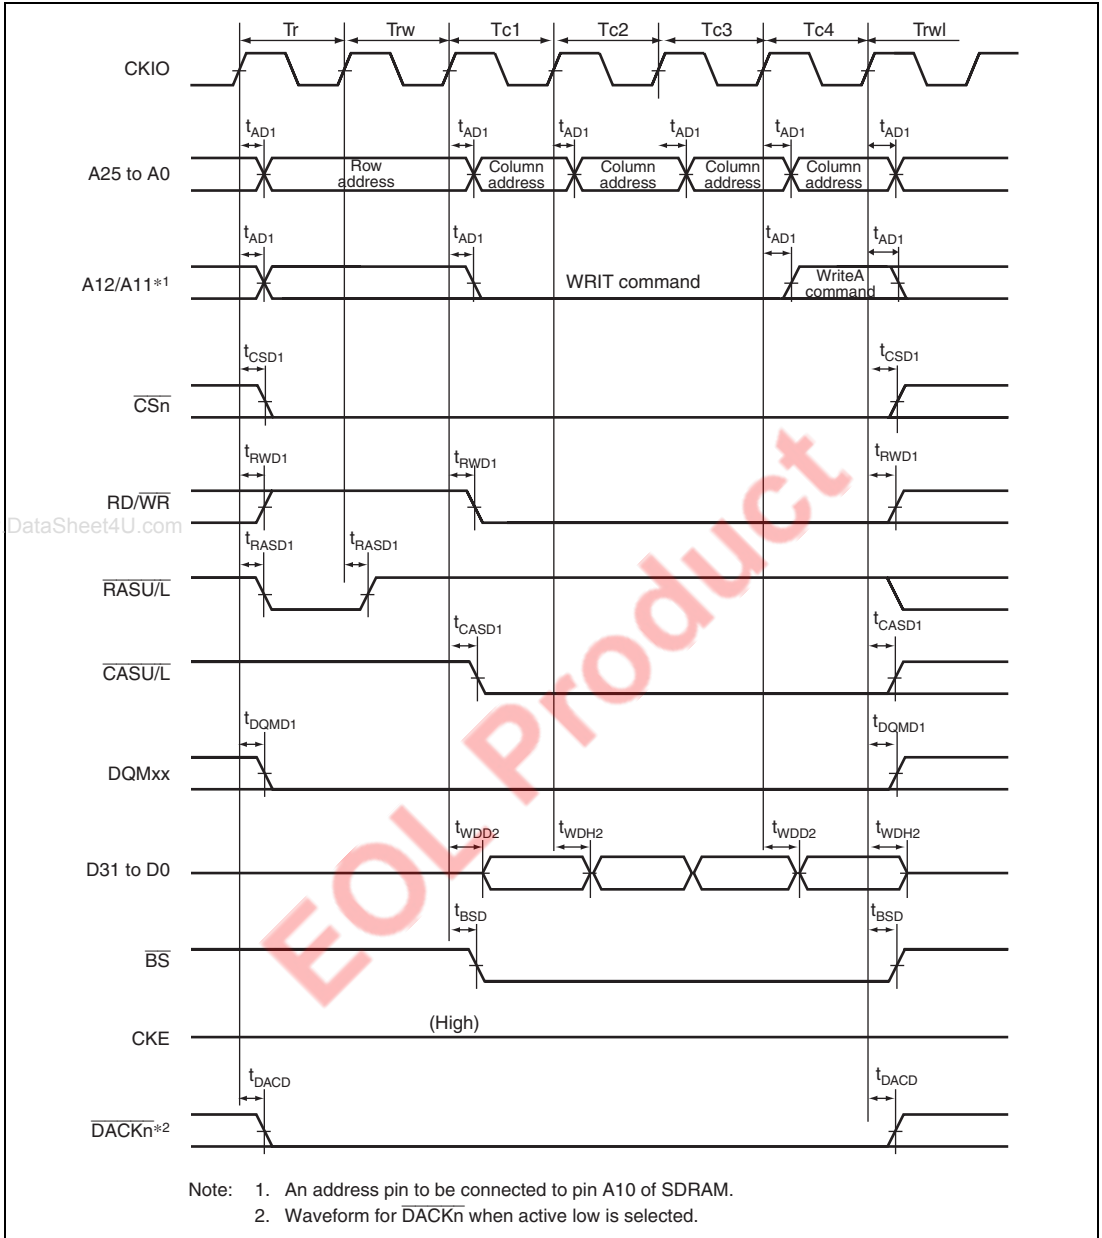 Tr Trw Tc1 Tc2 Tc3 Tc4 Trwl
CKIO
tAD1 tAD1 tAD1 tAD1 tAD1 tAD1
A25 to A0
Row address
Column address
Column address
Column address
Column address
tAD1 tAD1 tAD1 tAD1
A12/A11*1
WRIT command
WriteA command
tCSD1 tCSD1
CSn
tRWD1 tRWD1 tRWD1
RD/WR
DataSheet4U.com
tRASD1 tRASD1
RASU/L
tCASD1 tCASD1
CASU/L
tDQMD1 tDQMD1
DQMxx
tWDD2 tWDH2 tWDD2 tWDH2
D31 to D0
tBSD tBSD
BS
(High)
CKE
tDACD tDACD
DACKn*2
EOL Product
Note: 1. An address pin to be connected to pin A10 of SDRAM.
2. Waveform for DACKn when active low is selected.